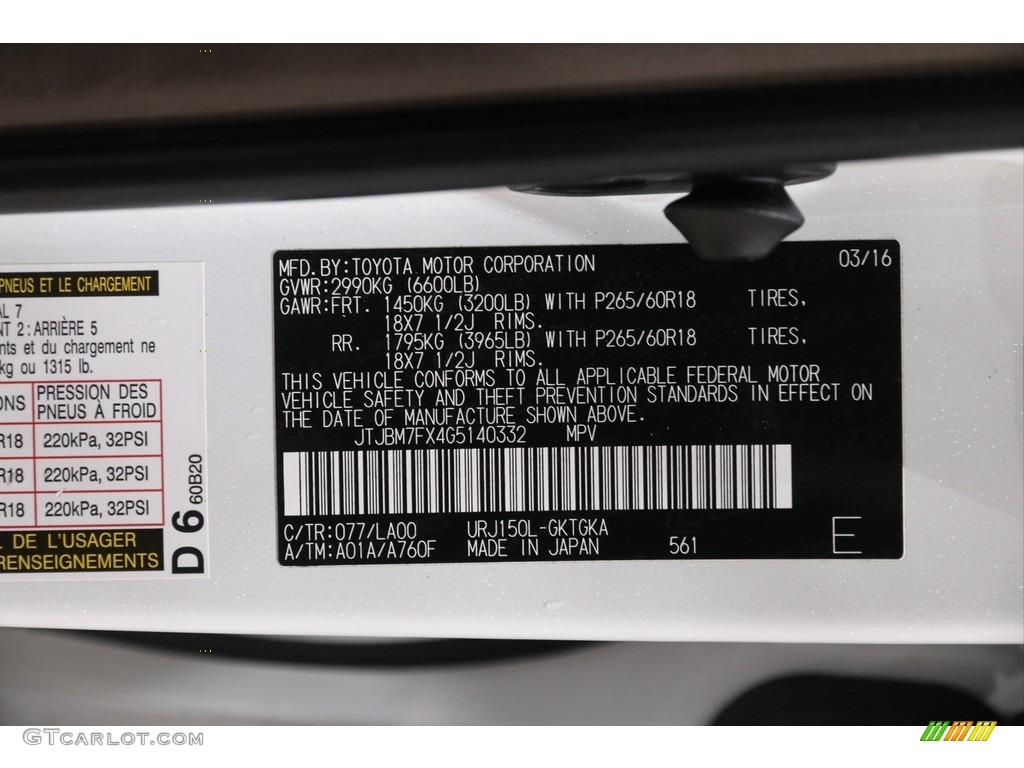 MFD.BY:TOYOTA MOTOR CORPORATION 03/16
GVWR:2990KG (6600LB)
GAWR:FRT. 1450KG (3200LB) WITH P265/60R18 TIRES,
18X7 1/2J RIMS.
RR. 1795KG (3965LB) WITH P265/60R18 TIRES,
18X7 1/2J RIMS.
THIS VEHICLE CONFORMS TO ALL APPLICABLE FEDERAL MOTOR
VEHICLE SAFETY AND THEFT PREVENTION STANDARDS IN EFFECT ON
THE DATE OF MANUFACTURE SHOWN ABOVE.
JTJBM7FX4G5140332 MPV
C/TR:077/LA00 URJ150L-GKTGKA
A/TM:A01A/A760F MADE IN JAPAN 561 E
PNEUS ET LE CHARGEMENT
AL 7
NT 2: ARRIÈRE 5
nts et du chargement ne
kg ou 1315 lb.
ONS PRESSION DES
PNEUS À FROID
R18 220kPa, 32PSI
R18 220kPa, 32PSI
R18 220kPa, 32PSI
L DE L'USAGER
RENSEIGNEMENTS
D 6 60B20
GTCARLOT.COM